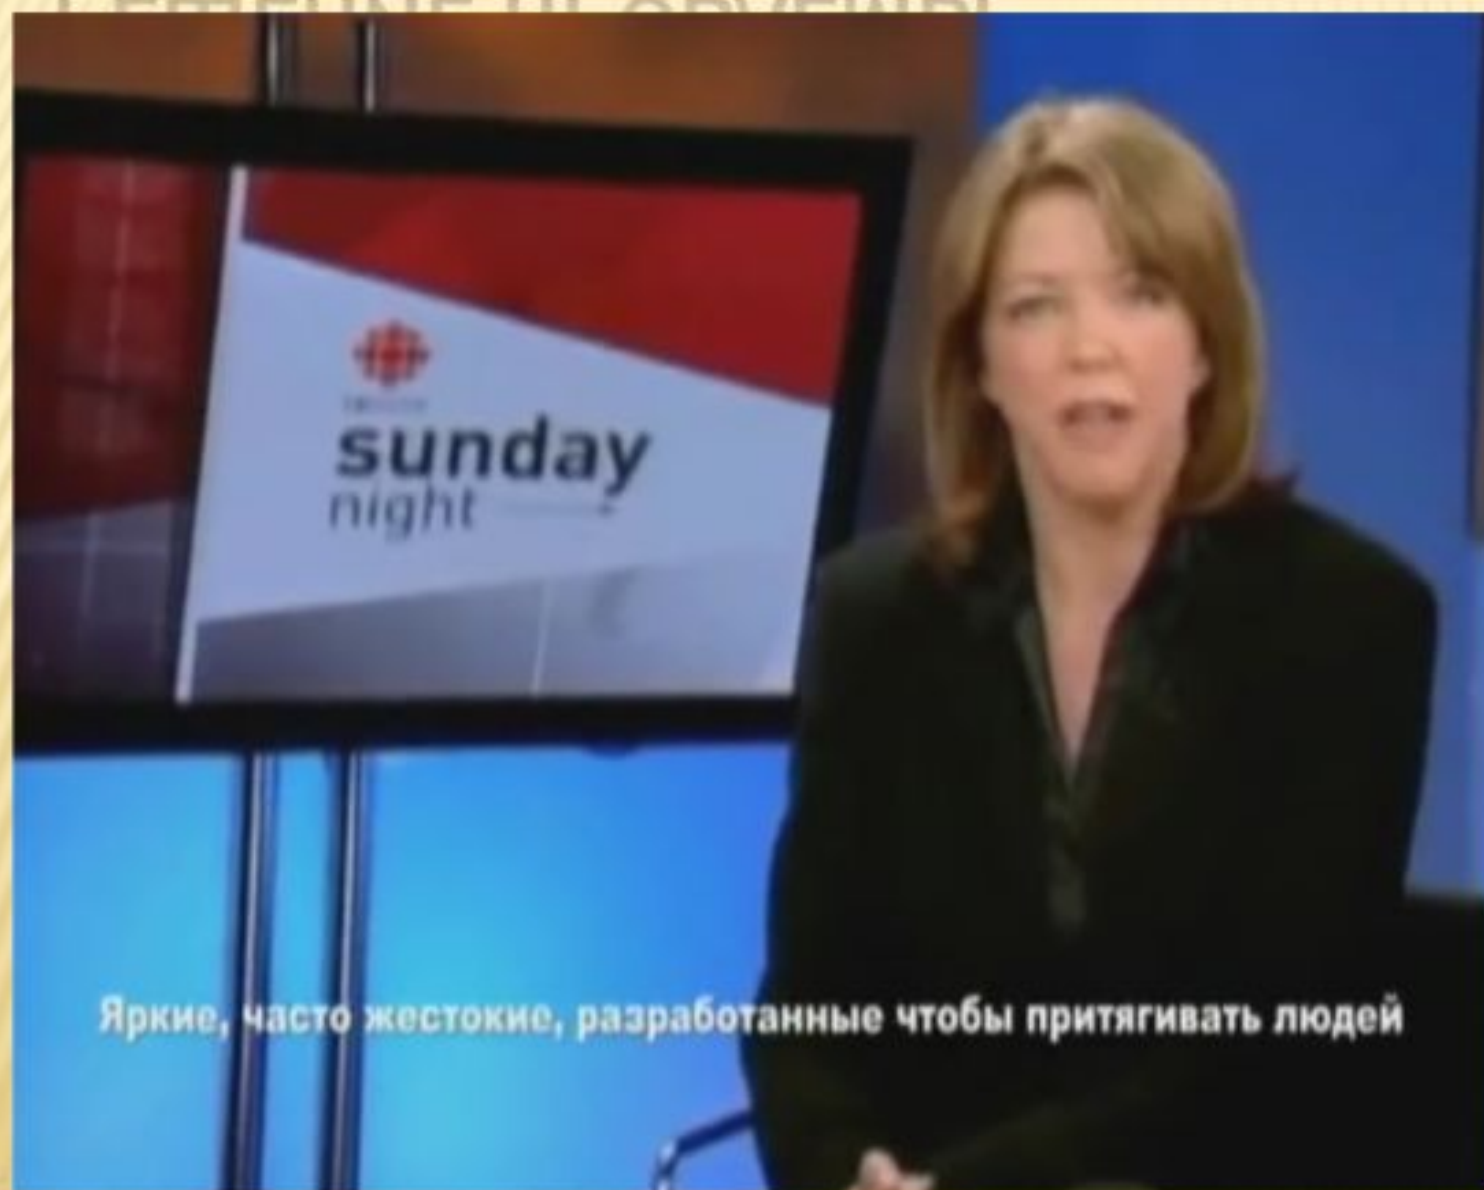 sunday
night
Яркие, часто жестокие, разработанные чтобы притягивать людей